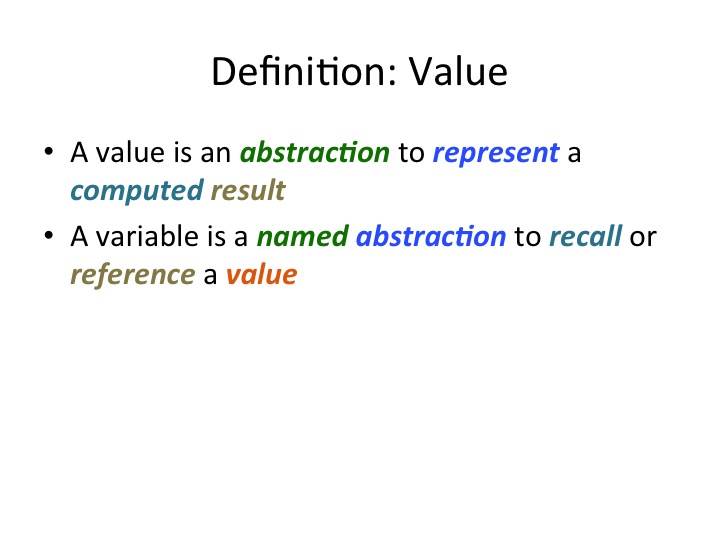 Definition: Value
• A value is an abstraction to represent a
computed result
• A variable is a named abstraction to recall or
reference a value